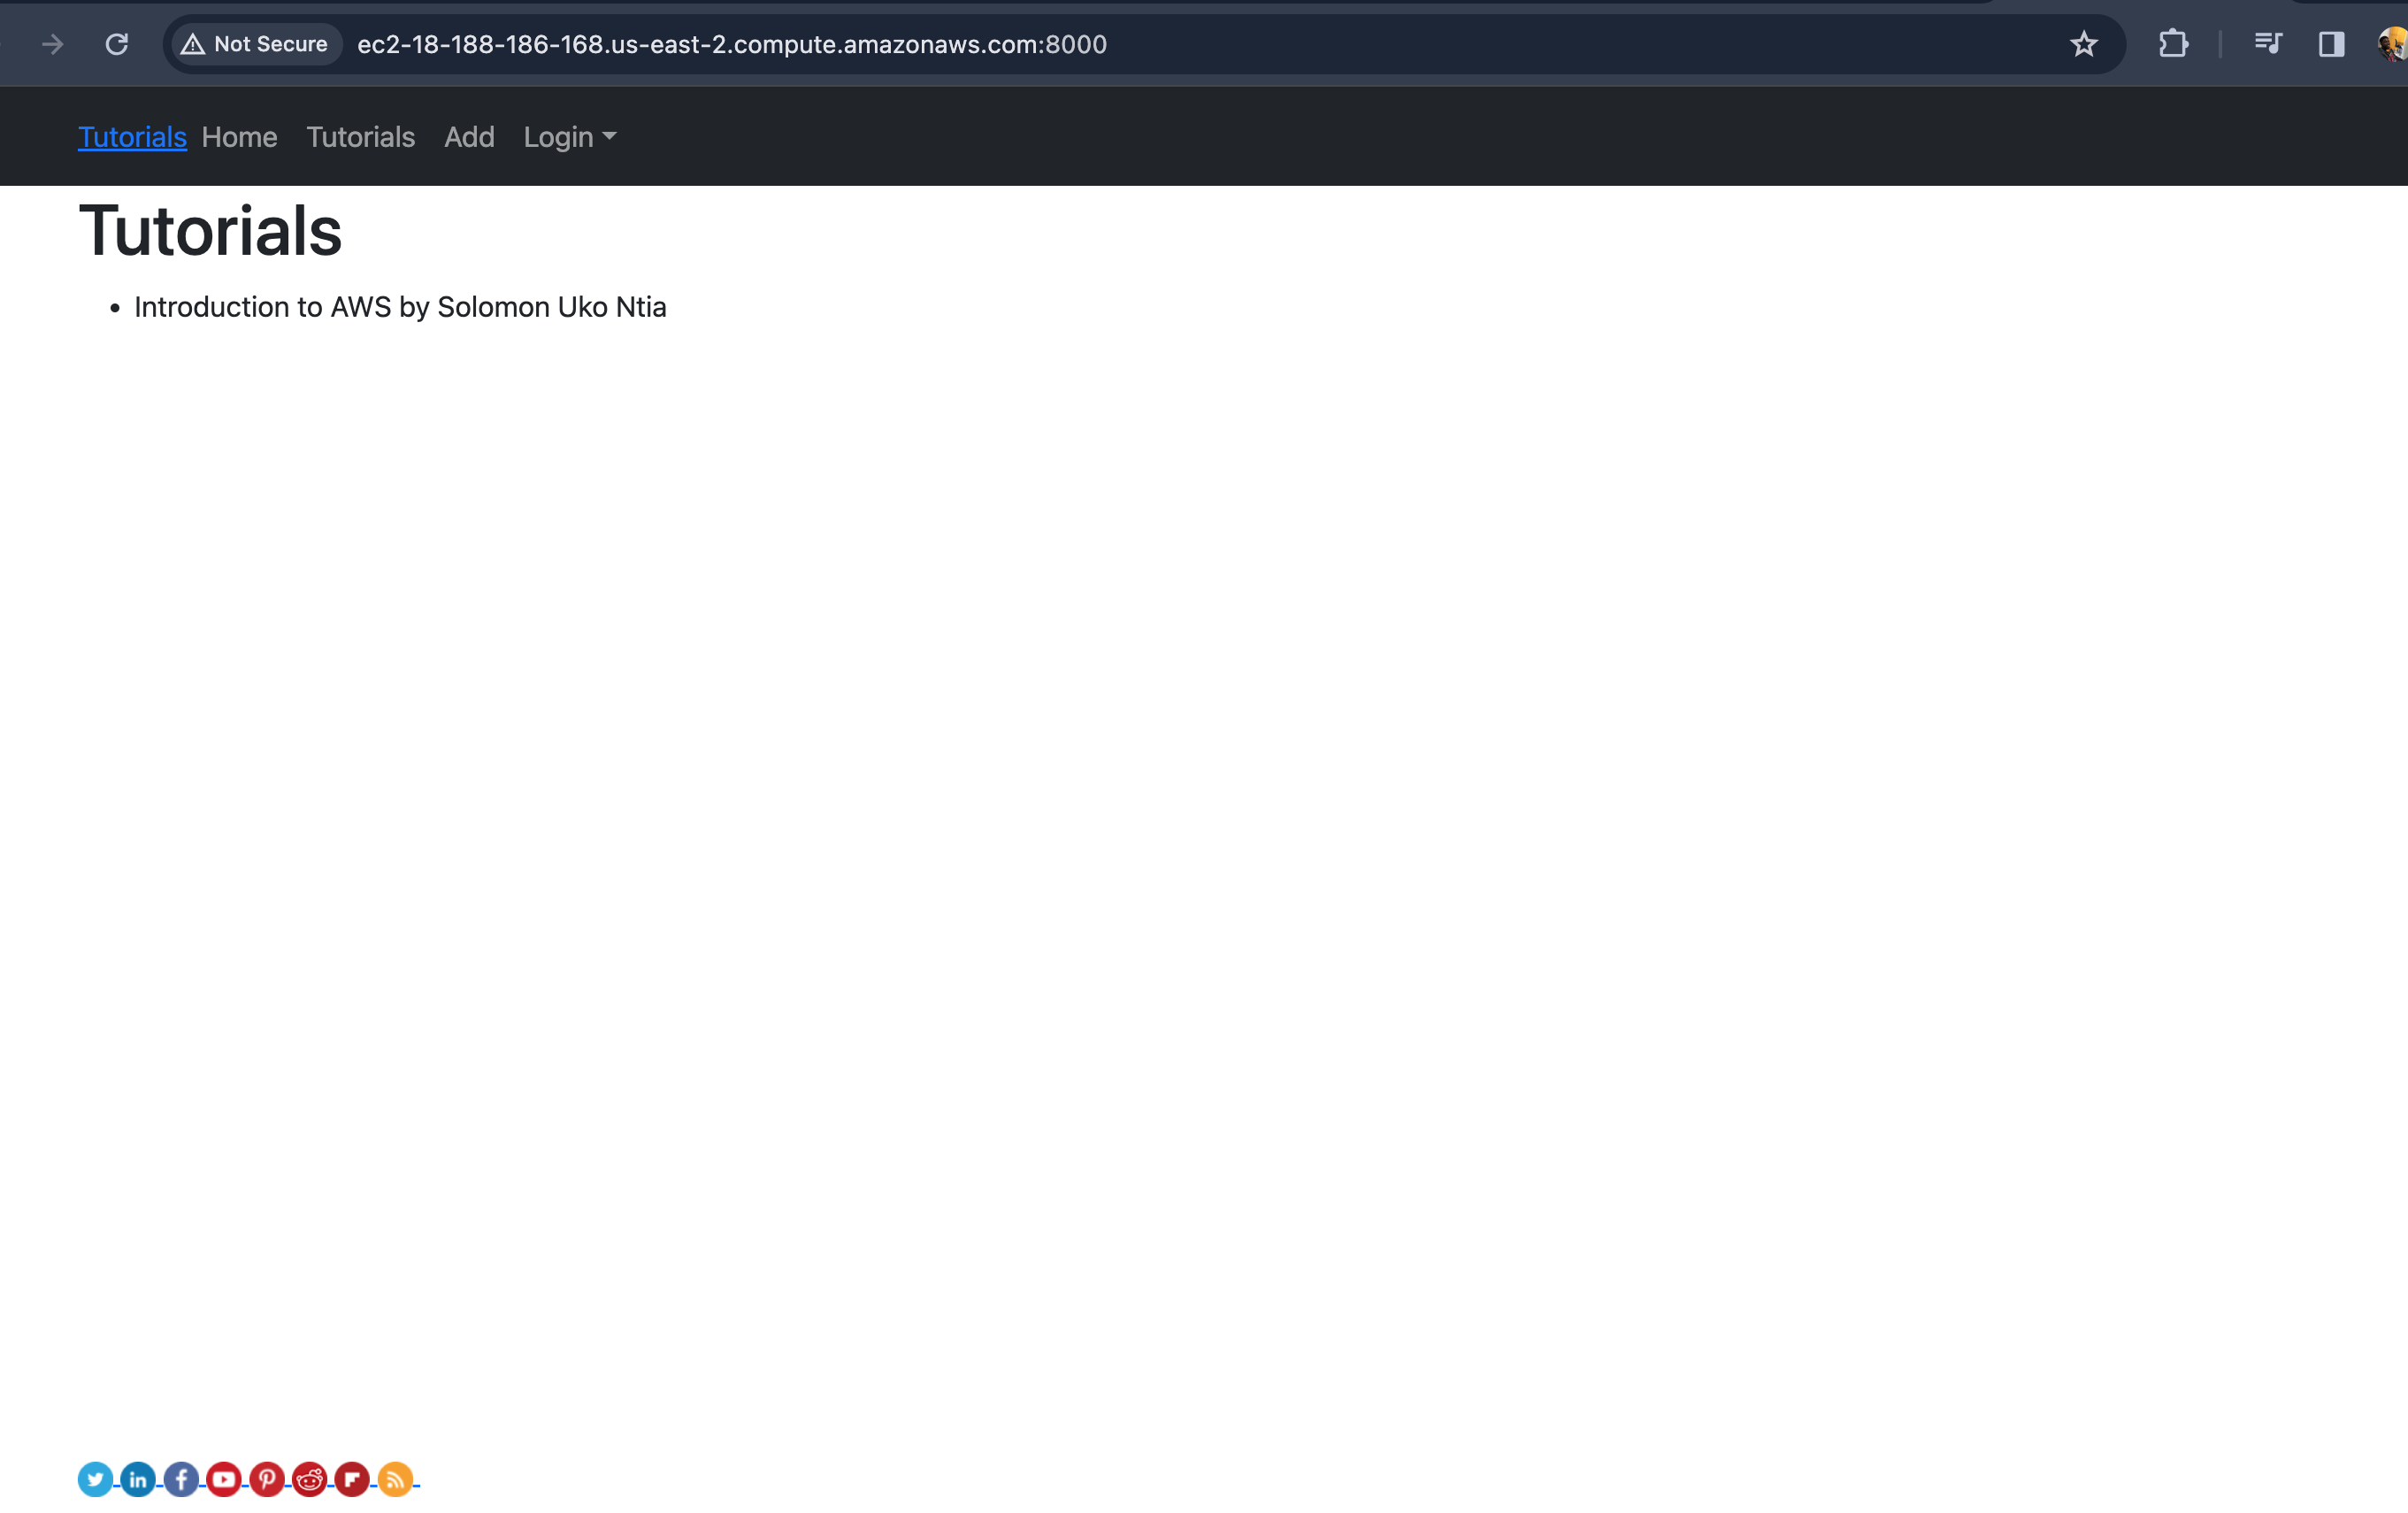 Not Secure ec2-18-188-186-168.us-east-2.compute.amazonaws.com:8000
Tutorials Home Tutorials Add Login
Tutorials
• Introduction to AWS by Solomon Uko Ntia